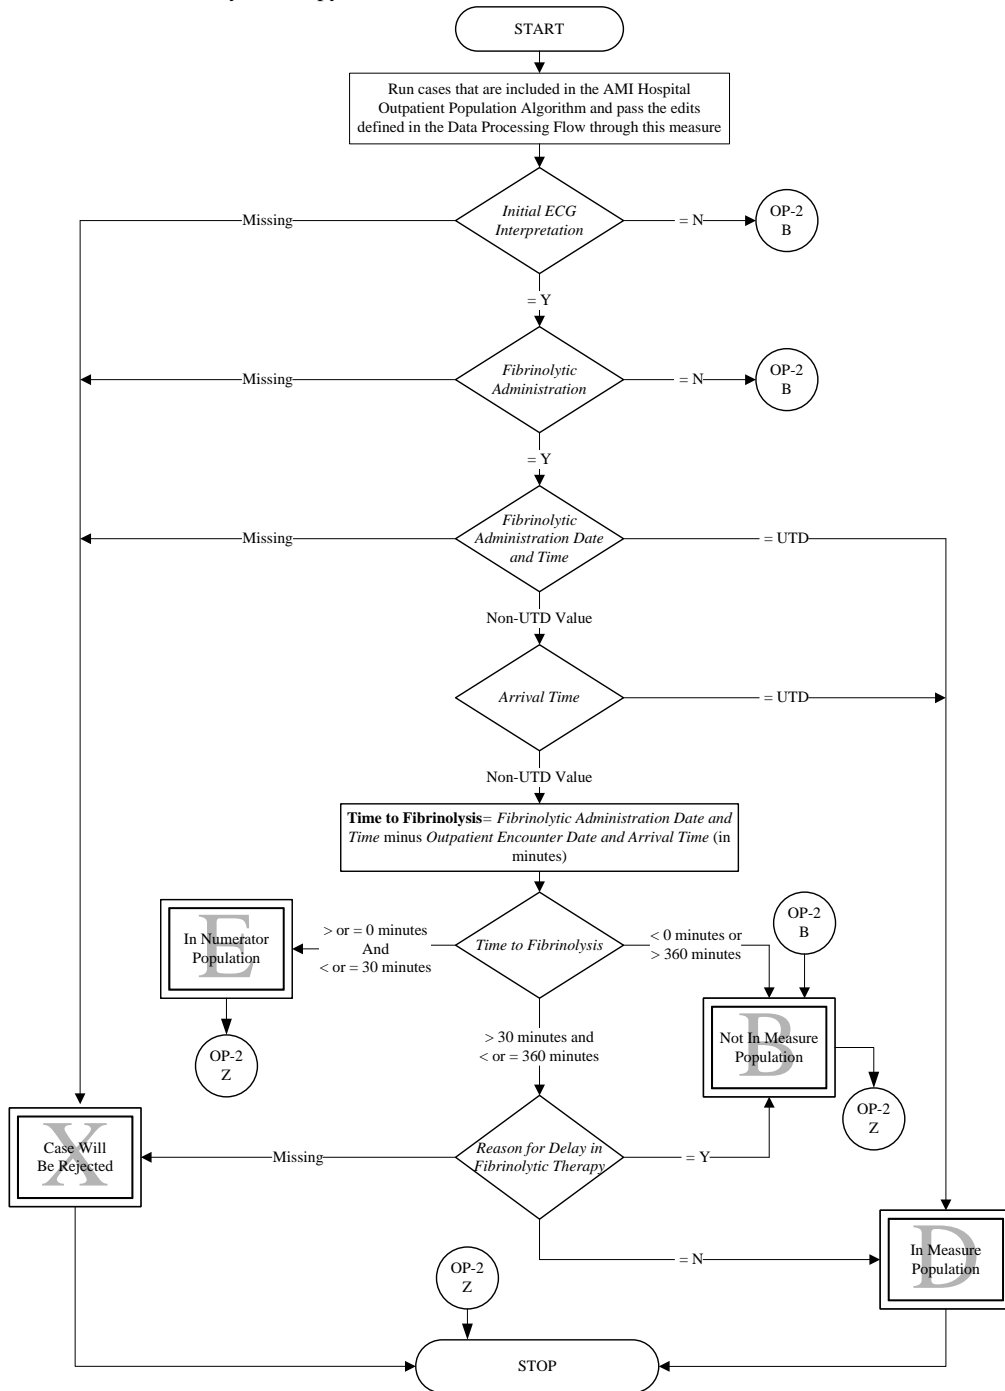 START
Run cases that are included in the AMI Hospital
Outpatient Population Algorithm and pass the edits
defined in the Data Processing Flow through this measure
Initial ECG
Interpretation
Missing
= N
OP-2
B
= Y
Fibrinolytic
Administration
Missing
= N
OP-2
B
= Y
Fibrinolytic
Administration Date
and Time
Missing
= UTD
Non-UTD Value
Arrival Time
= UTD
Non-UTD Value
Time to Fibrinolysis= Fibrinolytic Administration Date and
Time minus Outpatient Encounter Date and Arrival Time (in
minutes)
E
In Numerator
Population
> or = 0 minutes
And
< or = 30 minutes
Time to Fibrinolysis
< 0 minutes or
> 360 minutes
OP-2
B
OP-2
Z
> 30 minutes and
< or = 360 minutes
B
Not In Measure
Population
OP-2
Z
X
Case Will
Be Rejected
Missing
Reason for Delay in
Fibrinolytic Therapy
= Y
= N
D
In Measure
Population
OP-2
Z
STOP